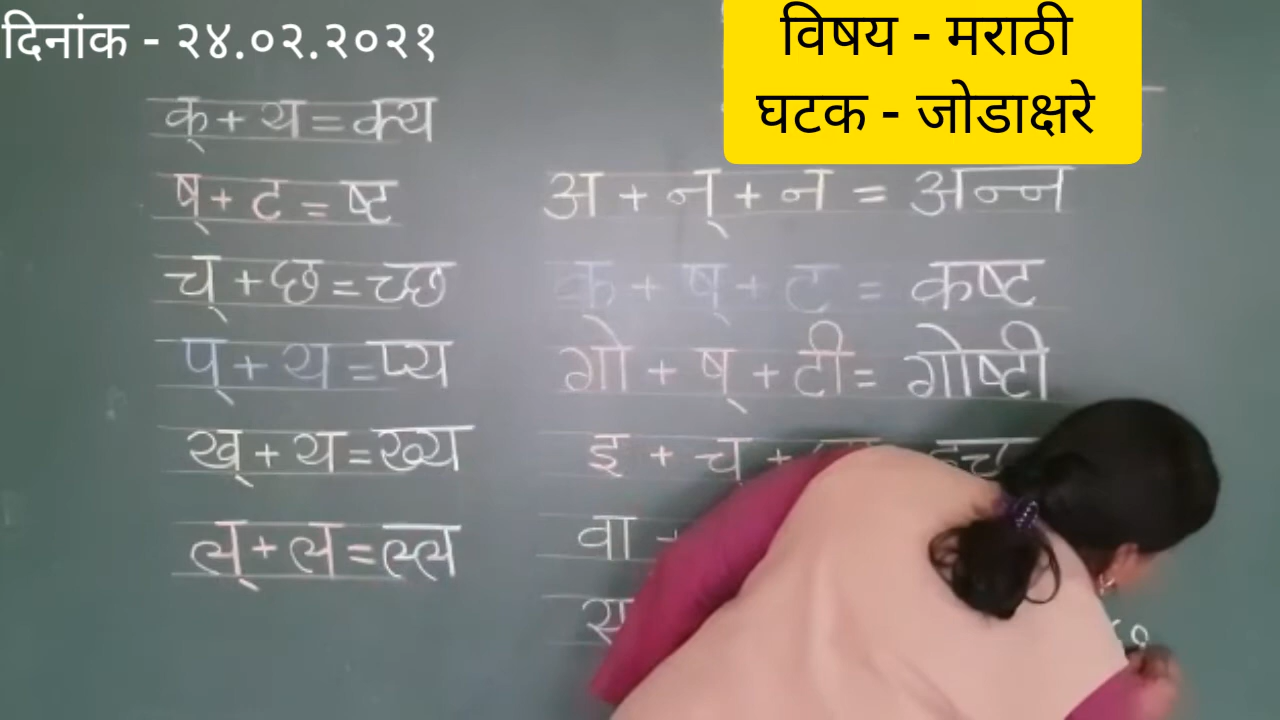 दिनांक - २४.०२.२०२१
विषय - मराठी
घटक - जोडाक्षरे
क् + य = क्य
ष् + ट = ष्ट
च् + छ = च्छ
प् + य = प्य
ख् + य = ख्य
ल् + ल = ल्ल
अ + न् + न = अन्न
क + ष् + ट = कष्ट
गो + ष् + टी = गोष्टी
इ + च् +
वा +